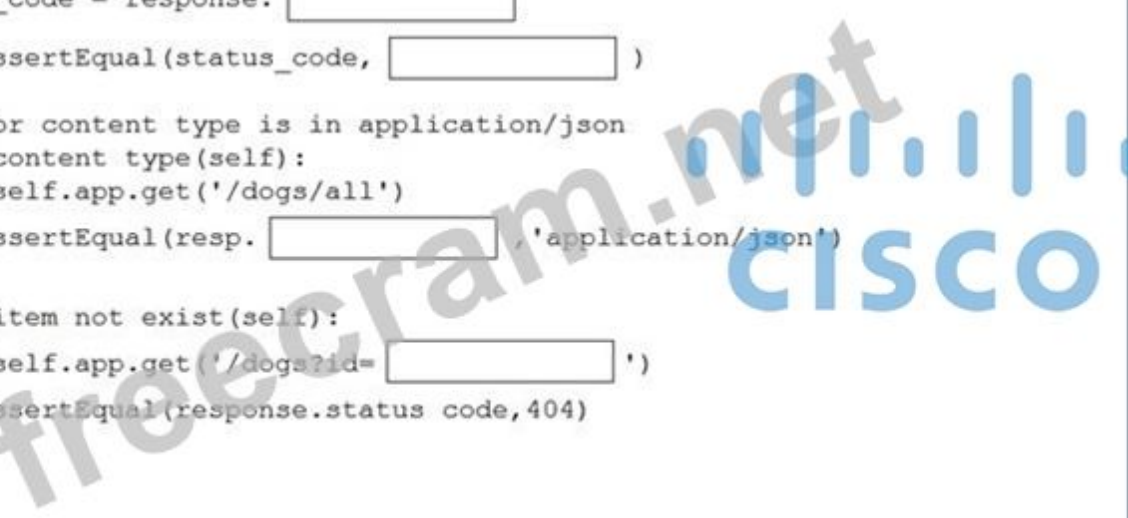 _code = response.
ssertEqual(status_code, )
or content type is in application/json
content type(self):
self.app.get('/dogs/all')
ssertEqual(resp. ,'application/json')
item not exist(self):
self.app.get('/dogs?id= ')
ssertEqual(response.status code,404)
freecram.net
CISCO